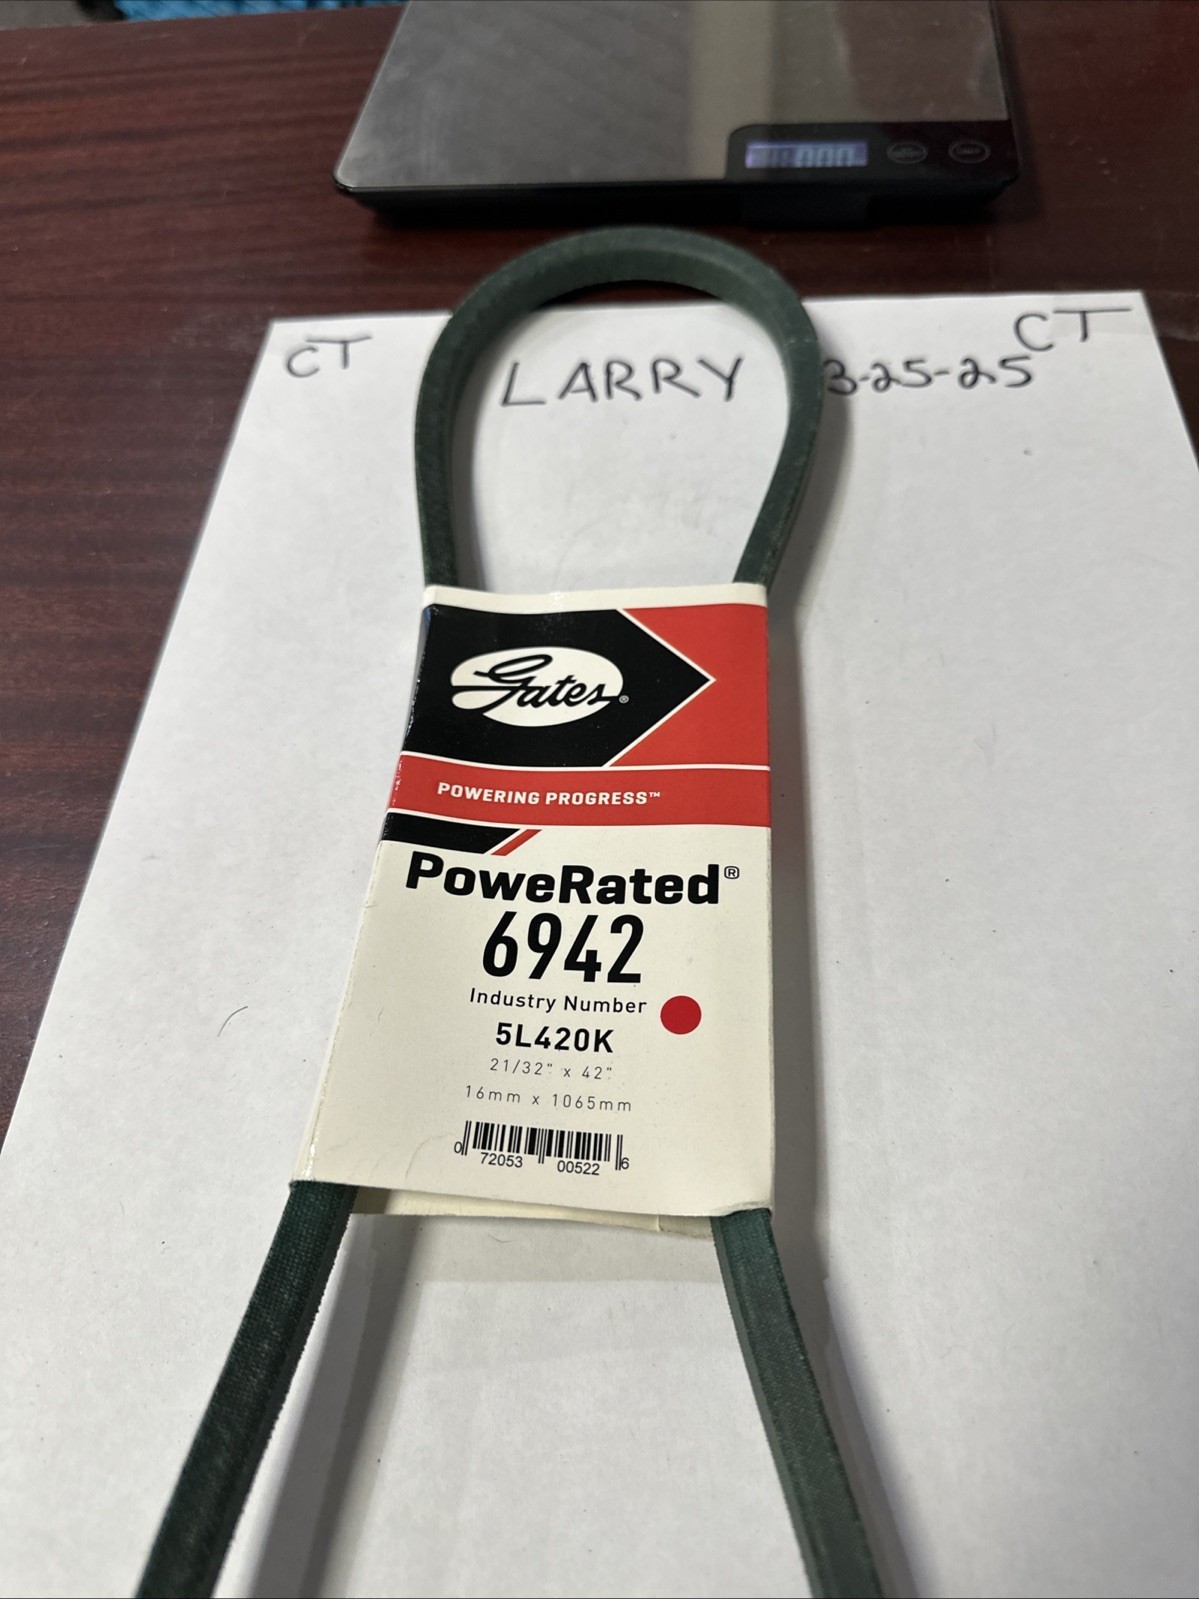 CT
CT
LARRY 3-25-25
Gates®
POWERING PROGRESS™
PoweRated®
6942
Industry Number
5L420K
21/32" x 42"
16mm x 1065mm
0 72053 00522 6